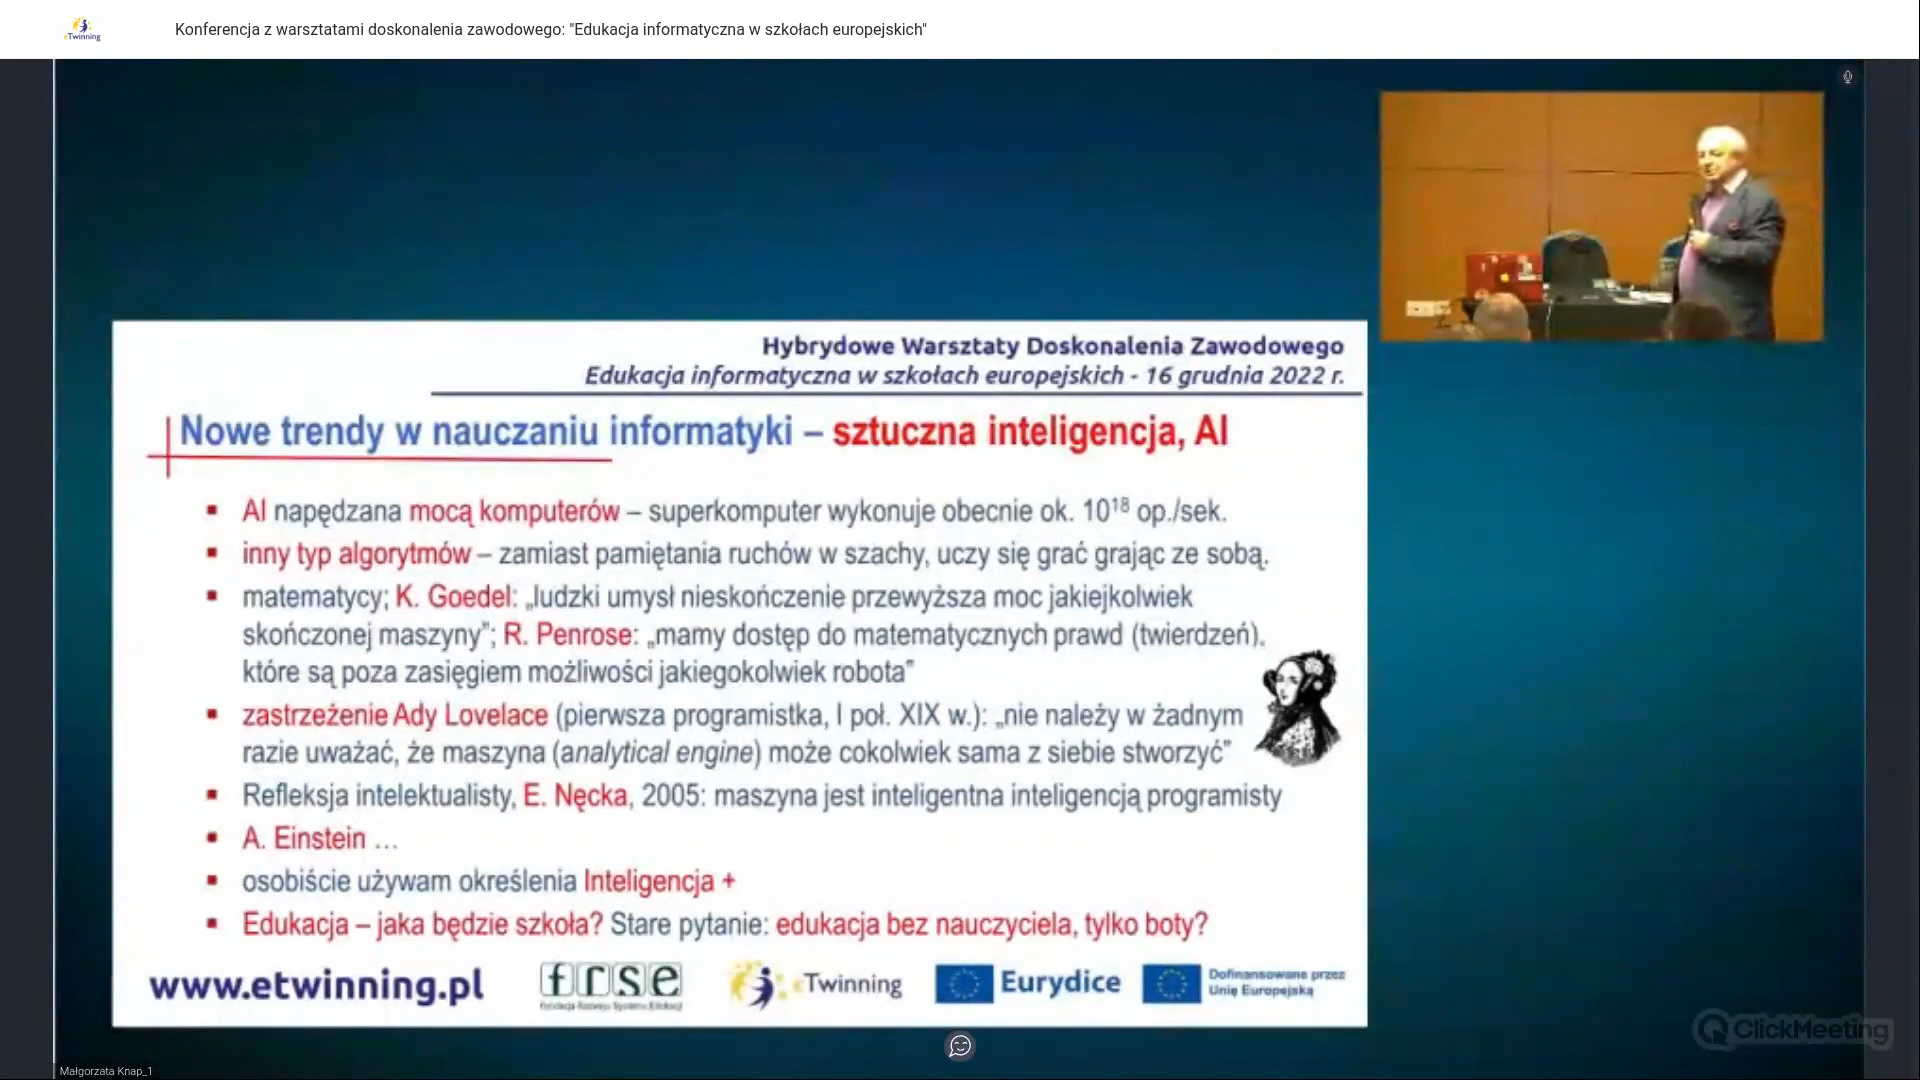 eTwinning
Konferencja z warsztatami doskonalenia zawodowego: "Edukacja informatyczna w szkołach europejskich"
Hybrydowe Warsztaty Doskonalenia Zawodowego
Edukacja informatyczna w szkołach europejskich - 16 grudnia 2022 r.
Nowe trendy w nauczaniu informatyki – sztuczna inteligencja, AI
▪ AI napędzana mocą komputerów – superkomputer wykonuje obecnie ok. 10¹⁸ op./sek.
▪ inny typ algorytmów – zamiast pamiętania ruchów w szachy, uczy się grać grając ze sobą.
▪ matematycy; K. Goedel: „ludzki umysł nieskończenie przewyższa moc jakiejkolwiek
skończonej maszyny”; R. Penrose: „mamy dostęp do matematycznych prawd (twierdzeń),
które są poza zasięgiem możliwości jakiegokolwiek robota”
▪ zastrzeżenie Ady Lovelace (pierwsza programistka, I poł. XIX w.): „nie należy w żadnym
razie uważać, że maszyna (analytical engine) może cokolwiek sama z siebie stworzyć”
▪ Refleksja intelektualisty, E. Nęcka, 2005: maszyna jest inteligentna inteligencją programisty
▪ A. Einstein …
▪ osobiście używam określenia Inteligencja +
▪ Edukacja – jaka będzie szkoła? Stare pytanie: edukacja bez nauczyciela, tylko boty?
www.etwinning.pl
frse
Fundacja Rozwoju Systemu Edukacji
eTwinning
Eurydice
Dofinansowane przez
Unię Europejską
ClickMeeting
Małgorzata Knap_1